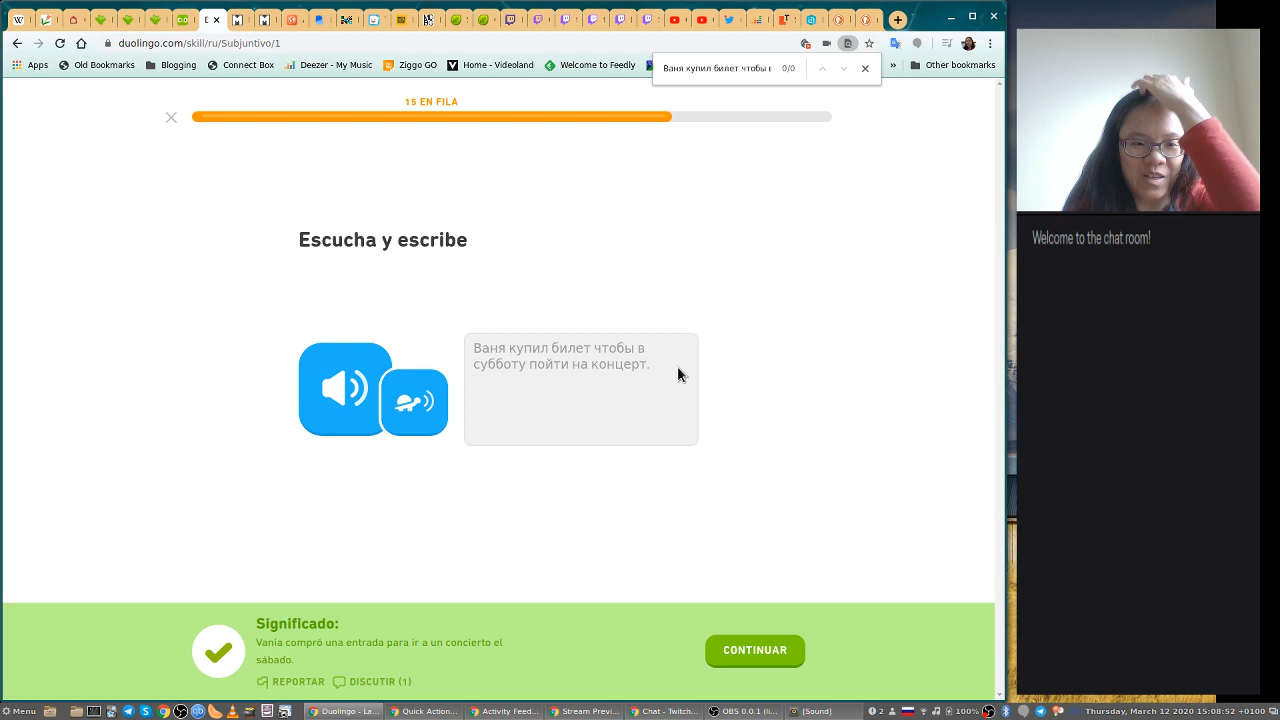 duolingo.com/skill/ru/Subjuntivo/1
Ваня купил билет чтобы в
0/0
Apps
Old Bookmarks
Blogging
Connect Box
Deezer - My Music
Ziggo GO
Home - Videoland
Welcome to Feedly
»
Other bookmarks
15 EN FILA
Escucha y escribe
Ваня купил билет чтобы в
субботу пойти на концерт.
Significado:
Vania compró una entrada para ir a un concierto el
sábado.
REPORTAR
DISCUTIR (1)
CONTINUAR
Welcome to the chat room!
Menu
Duolingo - La...
Quick Action...
Activity Feed...
Stream Previ...
Chat - Twitch...
OBS 0.0.1 (li...
(Sound)
2
100%
Thursday, March 12 2020 15:08:52 +0100